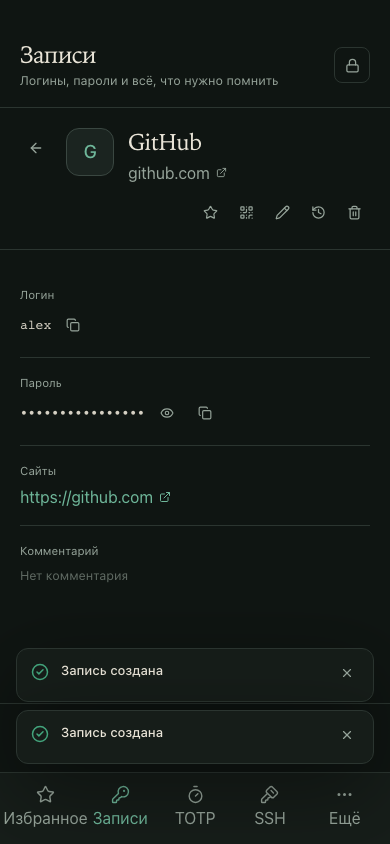 Записи
Логины, пароли и всё, что нужно помнить
G
GitHub
github.com
Логин
alex
Пароль
••••••••••••••••
Сайты
https://github.com
Комментарий
Нет комментария
Запись создана
Запись создана
Избранное Записи TOTP SSH Ещё